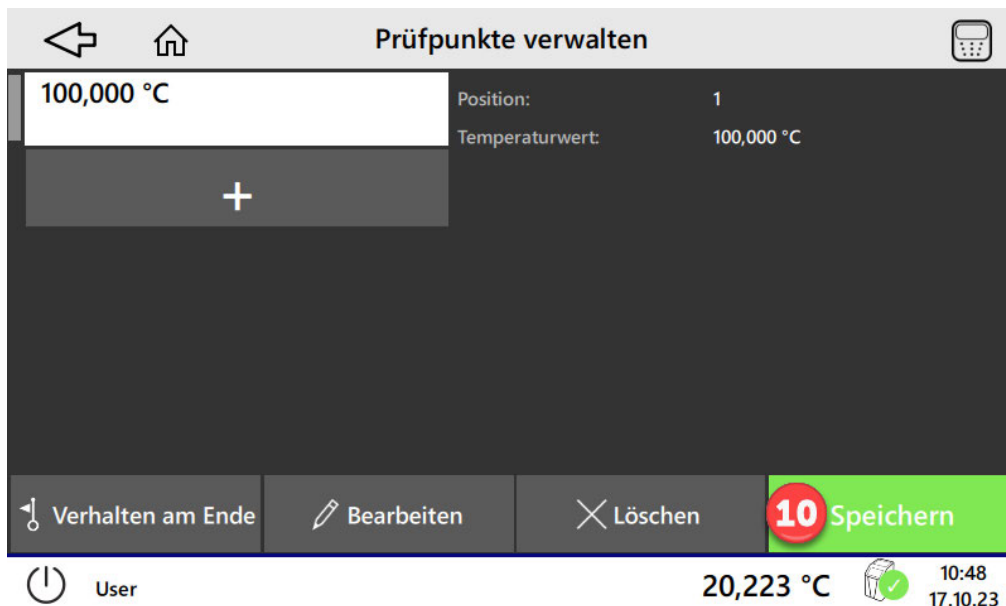 Prüfpunkte verwalten
100,000 °C
Position: 1
Temperaturwert: 100,000 °C
+
Verhalten am Ende Bearbeiten Löschen 10 Speichern
User 20,223 °C 10:48
17.10.23